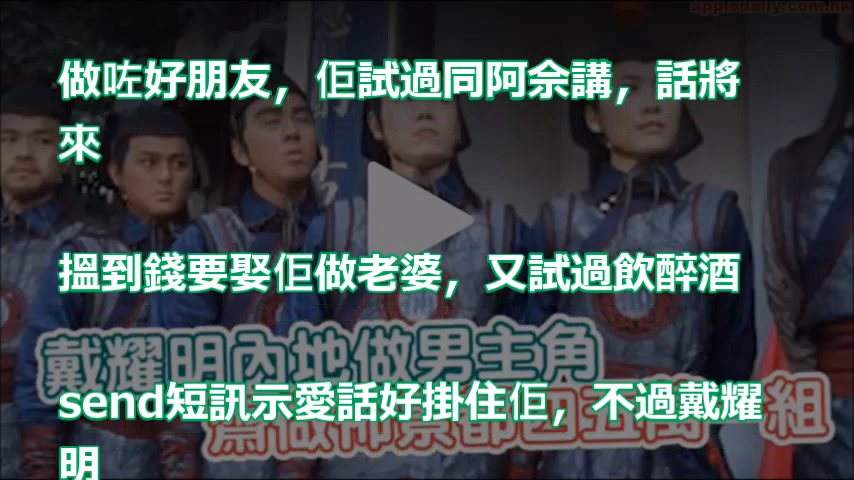 appledaily.com.hk
做咗好朋友，佢試過同阿佘講，話將
來
搵到錢要娶佢做老婆，又試過飲醉酒
戴耀明內地做男主角
send短訊示愛話好掛住佢，不過戴耀
組
明